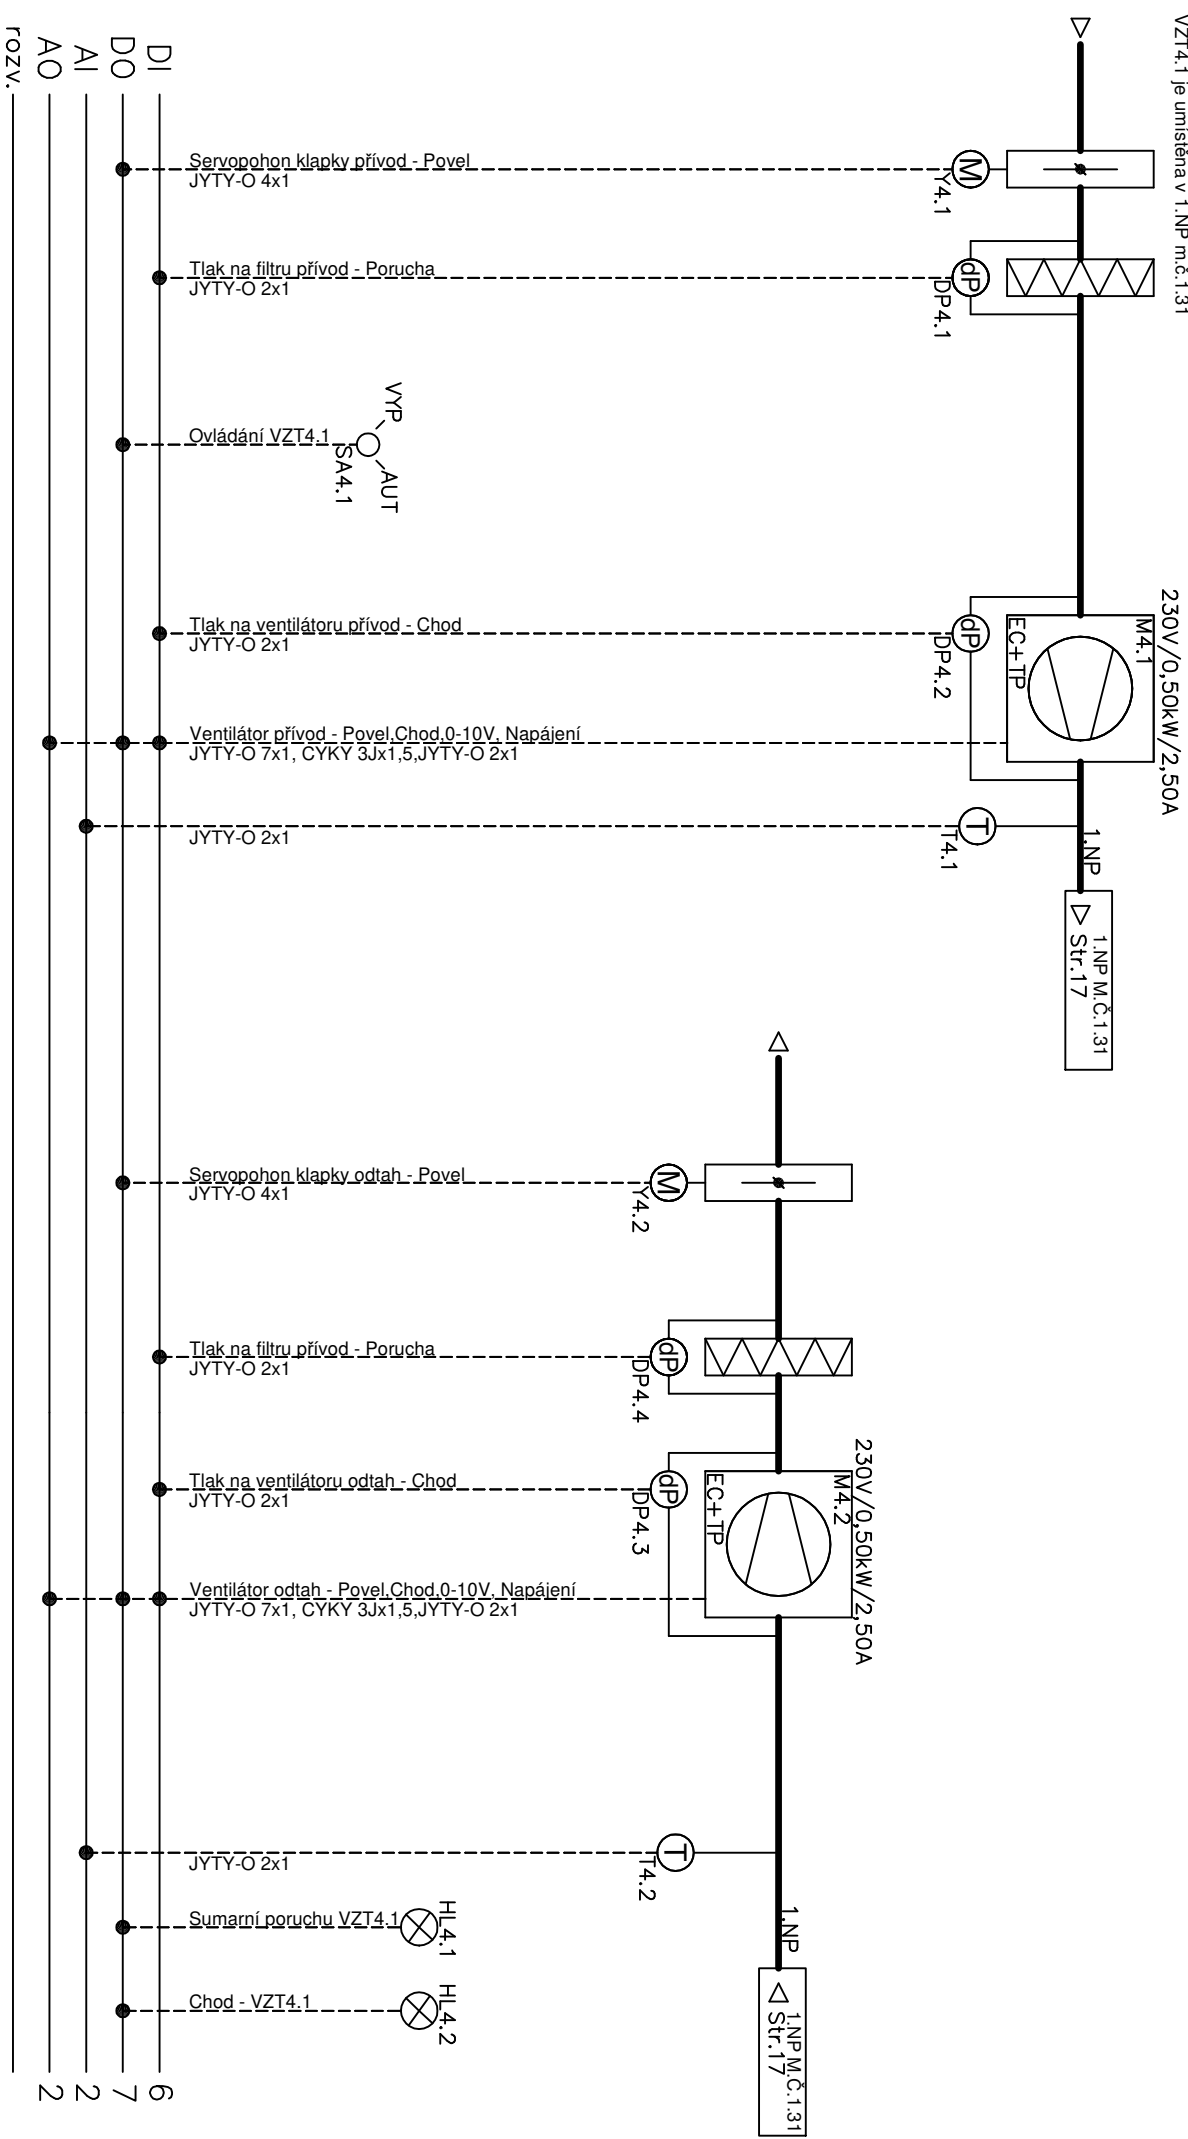 VZT4.1 je umístěna v 1.NP m.č.1.31
230V/0,50kW/2,50A
M4.1
EC+TP
1.NP
1.NP M.Č.1.31
Str.17
M
Y4.1
dP
DP4.1
dP
DP4.2
T
T4.1
230V/0,50kW/2,50A
M4.2
EC+TP
1.NP
1.NP M.Č.1.31
Str.17
M
Y4.2
dP
DP4.4
dP
DP4.3
T
T4.2
VYP
AUT
SA4.1
HL4.1
HL4.2
Servopohon klapky přívod - Povel
JYTY-O 4x1
Tlak na filtru přívod - Porucha
JYTY-O 2x1
Ovládání VZT4.1
Tlak na ventilátoru přívod - Chod
JYTY-O 2x1
Ventilátor přívod - Povel,Chod,0-10V, Napájení
JYTY-O 7x1, CYKY 3Jx1,5,JYTY-O 2x1
JYTY-O 2x1
Servopohon klapky odtah - Povel
JYTY-O 4x1
Tlak na filtru přívod - Porucha
JYTY-O 2x1
Tlak na ventilátoru odtah - Chod
JYTY-O 2x1
Ventilátor odtah - Povel,Chod,0-10V, Napájení
JYTY-O 7x1, CYKY 3Jx1,5,JYTY-O 2x1
JYTY-O 2x1
Sumarní poruchu VZT4.1
Chod - VZT4.1
DI 6
DO 7
AI 2
AO 2
rozv.